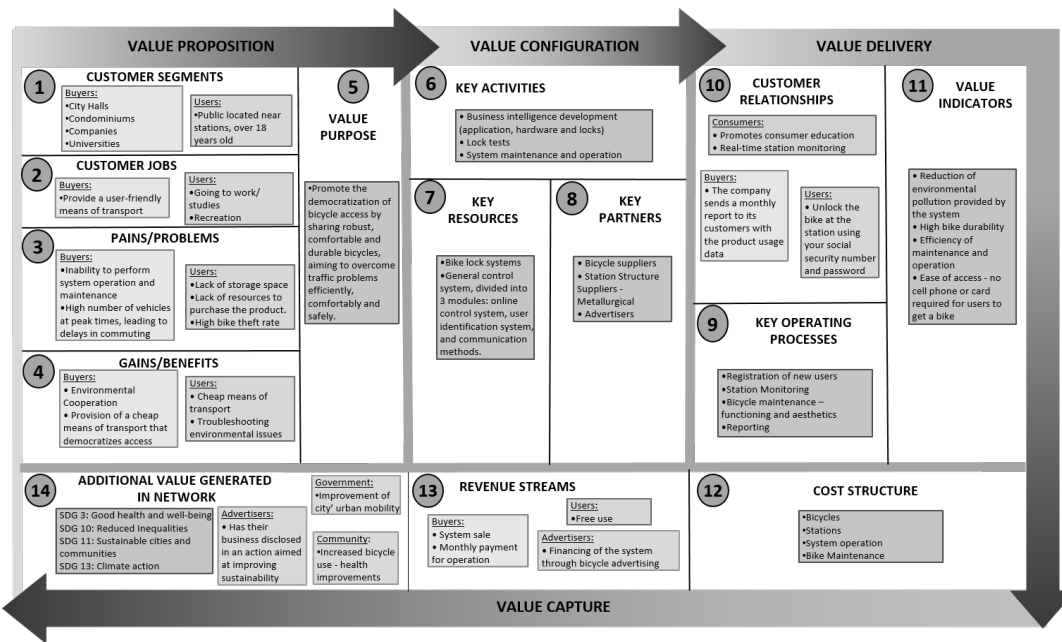 VALUE PROPOSITION
VALUE CONFIGURATION
VALUE DELIVERY
1
CUSTOMER SEGMENTS
Buyers:
•City Halls
•Condominiums
•Companies
•Universities
Users:
•Public located near
stations, over 18
years old
2
CUSTOMER JOBS
Buyers:
•Provide a user-friendly
means of transport
Users:
•Going to work/
studies
•Recreation
3
PAINS/PROBLEMS
Buyers:
•Inability to perform
system operation and
maintenance
•High number of vehicles
at peak times, leading to
delays in commuting
Users:
•Lack of storage space
•Lack of resources to
purchase the product.
•High bike theft rate
4
GAINS/BENEFITS
Buyers:
• Environmental
Cooperation
• Provision of a cheap
means of transport that
democratizes access
Users:
• Cheap means of
transport
• Troubleshooting
environmental issues
5
VALUE
PURPOSE
•Promote the
democratization of
bicycle access by
sharing robust,
comfortable and
durable bicycles,
aiming to overcome
traffic problems
efficiently,
comfortably and
safely.
6
KEY ACTIVITIES
• Business intelligence development
(application, hardware and locks)
• Lock tests
• System maintenance and operation
7
KEY
RESOURCES
•Bike lock systems
•General control
system, divided into
3 modules: online
control system, user
identification system,
and communication
methods.
8
KEY
PARTNERS
• Bicycle suppliers
• Station Structure
Suppliers -
Metallurgical
• Advertisers
10
CUSTOMER
RELATIONSHIPS
Consumers:
• Promotes consumer education
• Real-time station monitoring
Buyers:
• The company
sends a monthly
report to its
customers with
the product usage
data
Users:
• Unlock the
bike at the
station using
your social
security number
and password
9
KEY OPERATING
PROCESSES
•Registration of new users
•Station Monitoring
•Bicycle maintenance –
functioning and aesthetics
•Reporting
11
VALUE
INDICATORS
• Reduction of
environmental
pollution provided by
the system
• High bike durability
• Efficiency of
maintenance and
operation
• Ease of access - no
cell phone or card
required for users to
get a bike
14
ADDITIONAL VALUE GENERATED
IN NETWORK
SDG 3: Good health and well-being
SDG 10: Reduced Inequalities
SDG 11: Sustainable cities and
communities
SDG 13: Climate action
Advertisers:
• Has their
business disclosed
in an action aimed
at improving
sustainability
Government:
•Improvement of
city' urban mobility
Community:
•Increased bicycle
use - health
improvements
13
REVENUE STREAMS
Buyers:
• System sale
• Monthly payment
for operation
Users:
•Free use
Advertisers:
• Financing of the system
through bicycle advertising
12
COST STRUCTURE
•Bicycles
•Stations
•System operation
•Bike Maintenance
VALUE CAPTURE